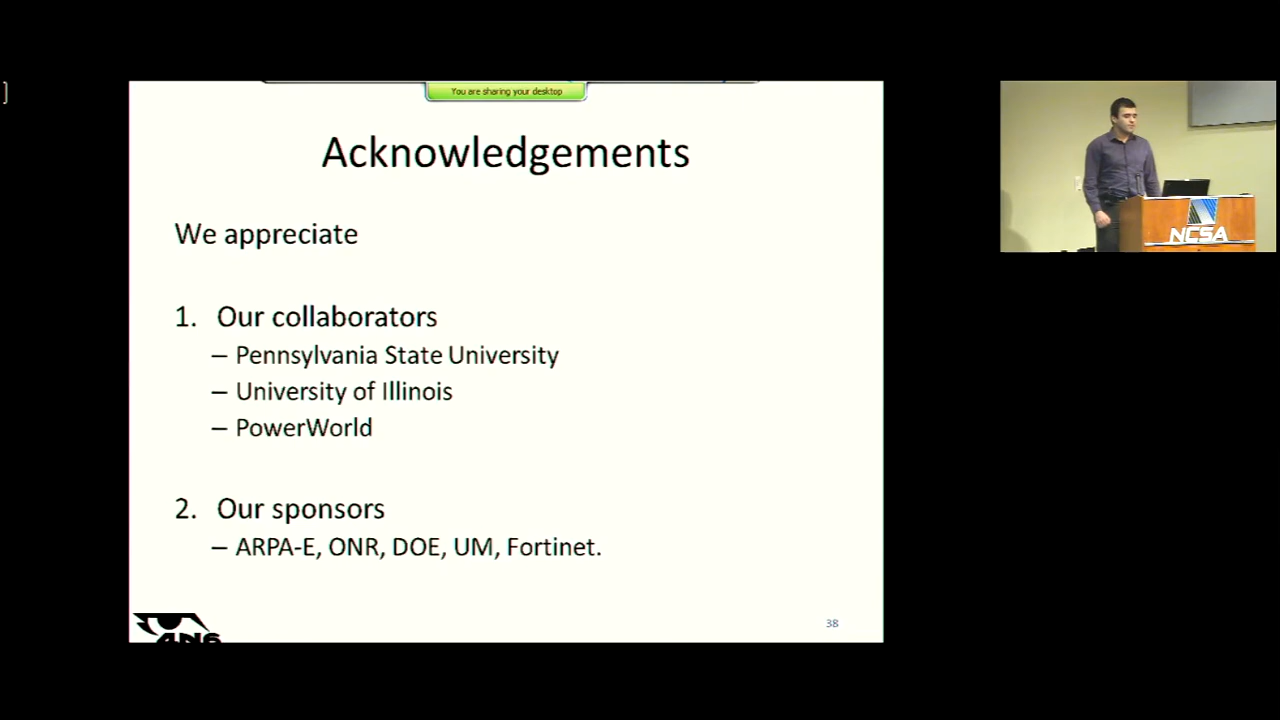 ]
You are sharing your desktop
Acknowledgements
We appreciate
1. Our collaborators
– Pennsylvania State University
– University of Illinois
– PowerWorld
2. Our sponsors
– ARPA-E, ONR, DOE, UM, Fortinet.
38
4N6
NCSA